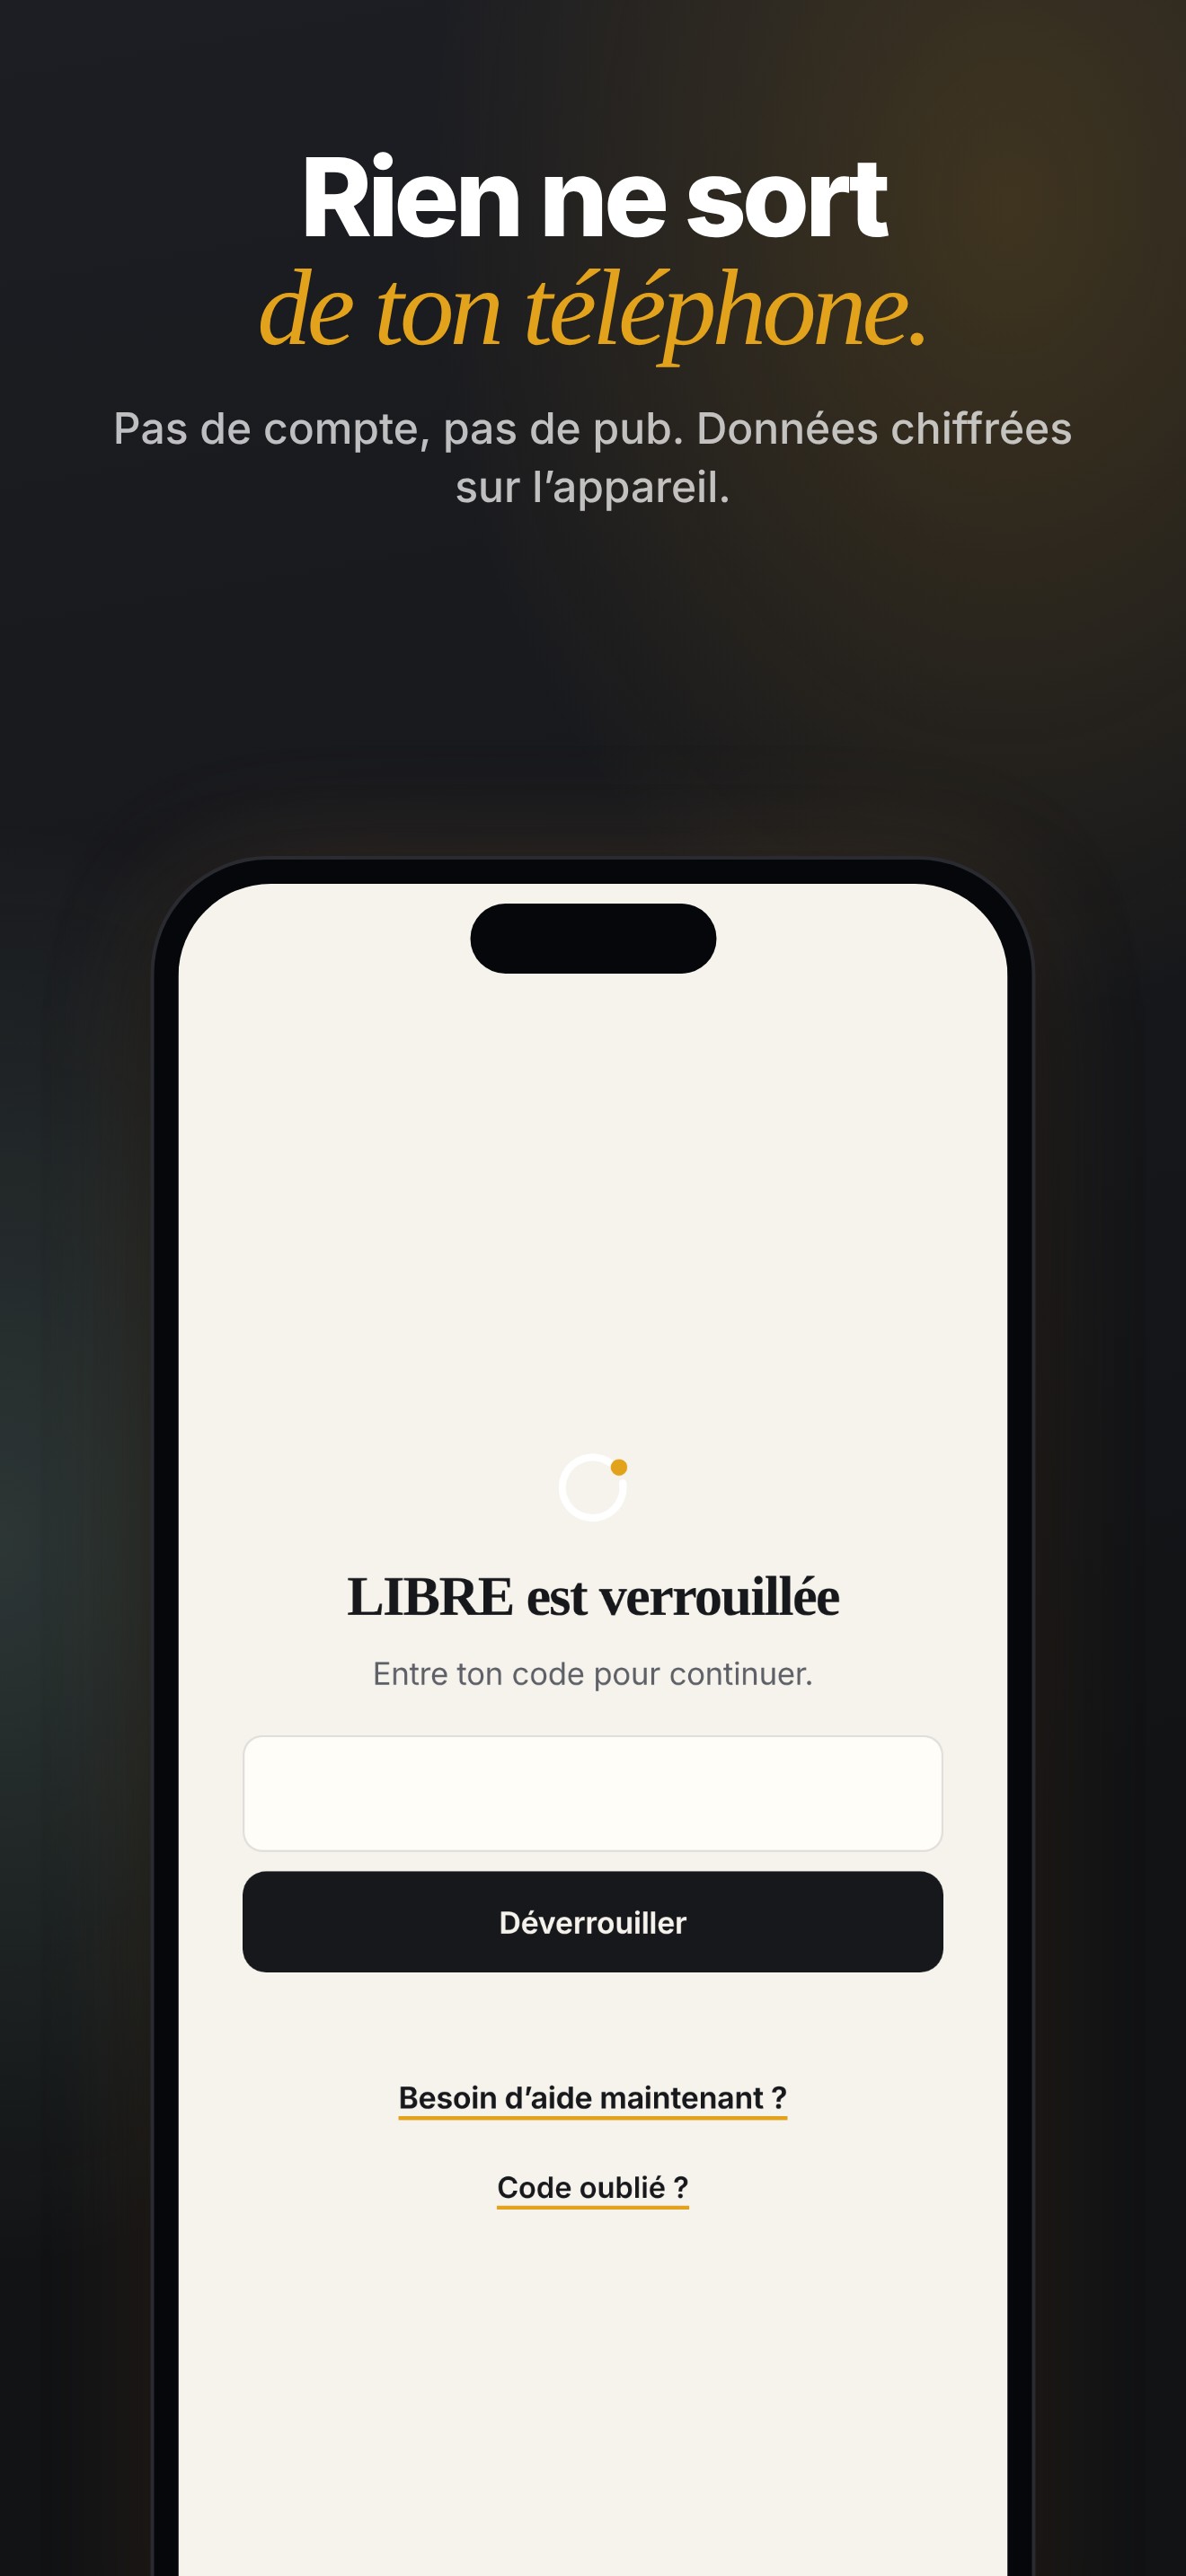 Rien ne sort
de ton téléphone.
Pas de compte, pas de pub. Données chiffrées
sur l’appareil.
LIBRE est verrouillée
Entre ton code pour continuer.
Déverrouiller
Besoin d’aide maintenant ?
Code oublié ?